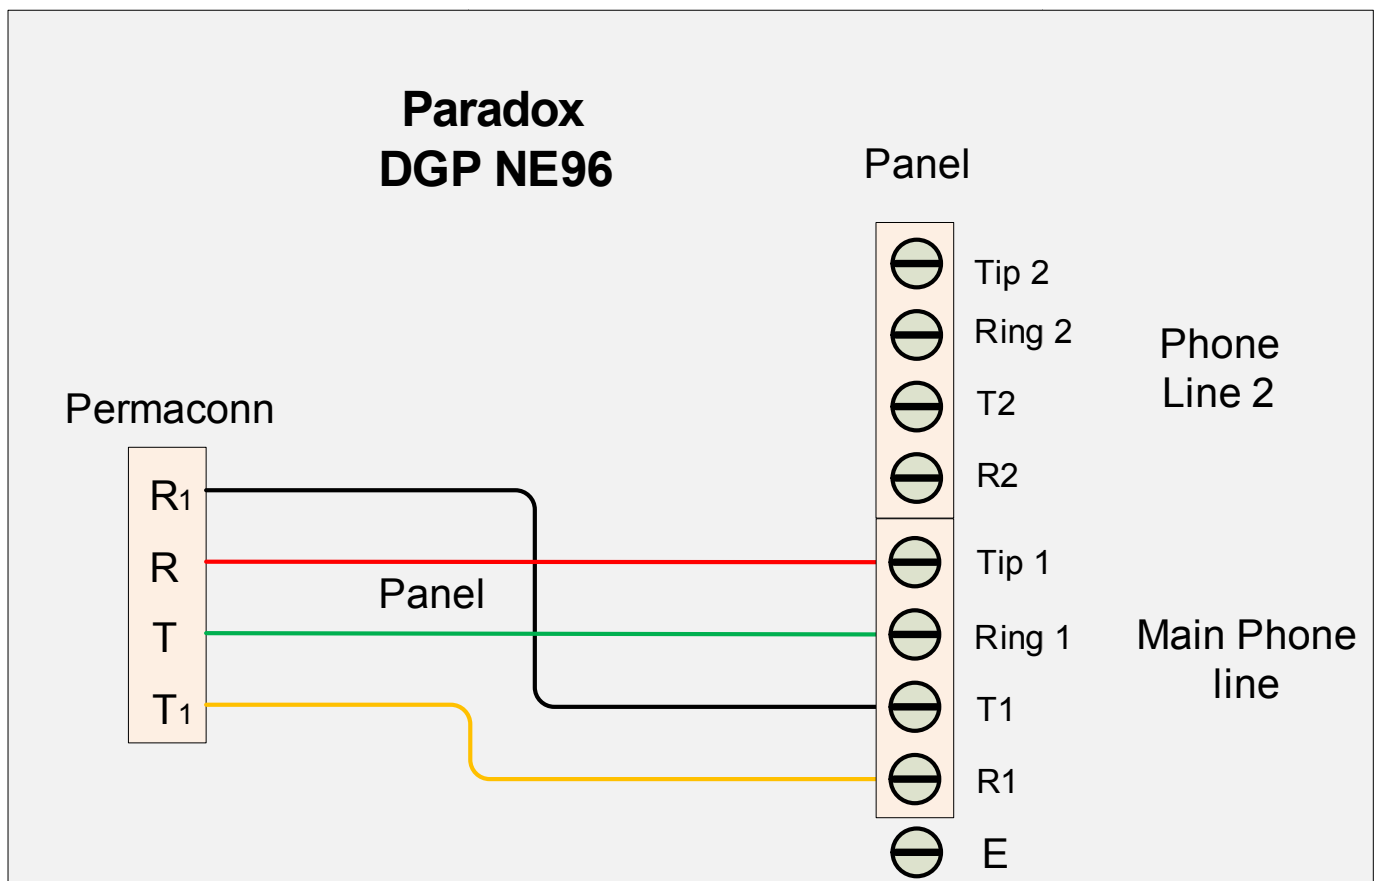 Paradox
DGP NE96
Panel
Tip 2
Ring 2
T2
R2
Phone
Line 2
Permaconn
R1
R
T
T1
Panel
Tip 1
Ring 1
T1
R1
Main Phone
line
E